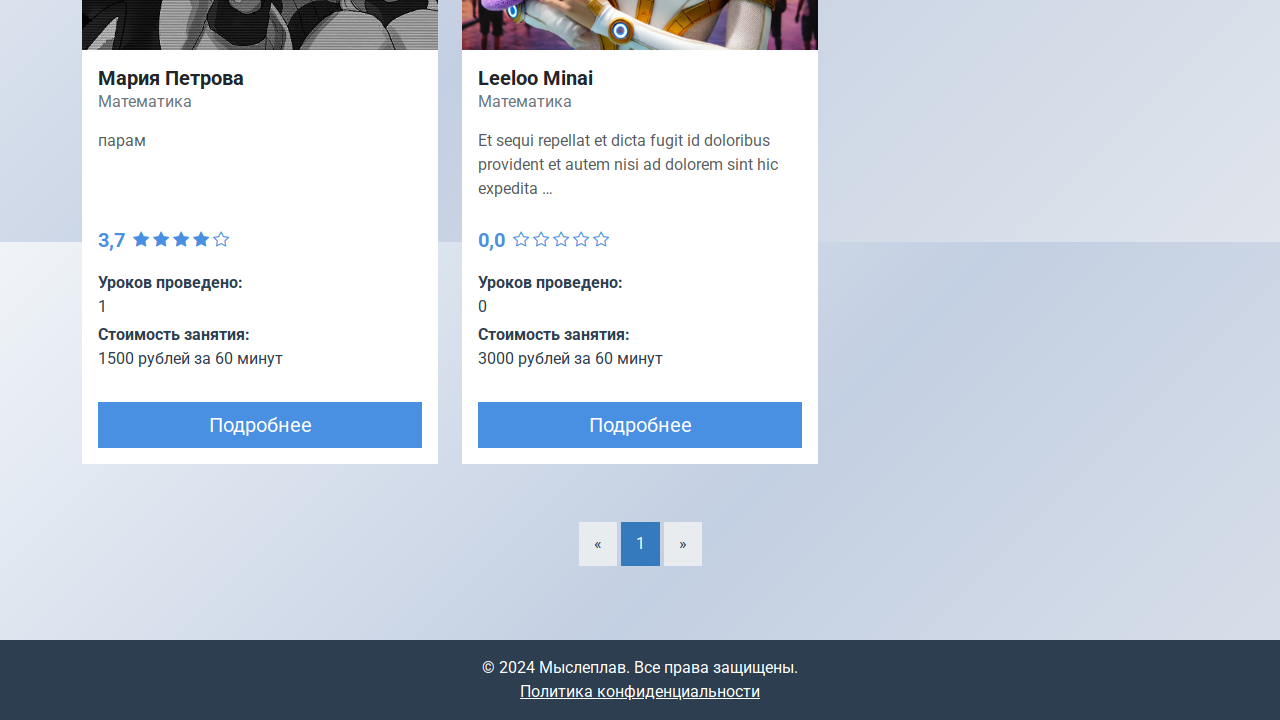 Мария Петрова
Математика
парам
3,7
Уроков проведено:
1
Стоимость занятия:
1500 рублей за 60 минут
Подробнее
Leeloo Minai
Математика
Et sequi repellat et dicta fugit id doloribus
provident et autem nisi ad dolorem sint hic
expedita ...
0,0
Уроков проведено:
0
Стоимость занятия:
3000 рублей за 60 минут
Подробнее
« 1 »
© 2024 Мыслеплав. Все права защищены.
Политика конфиденциальности